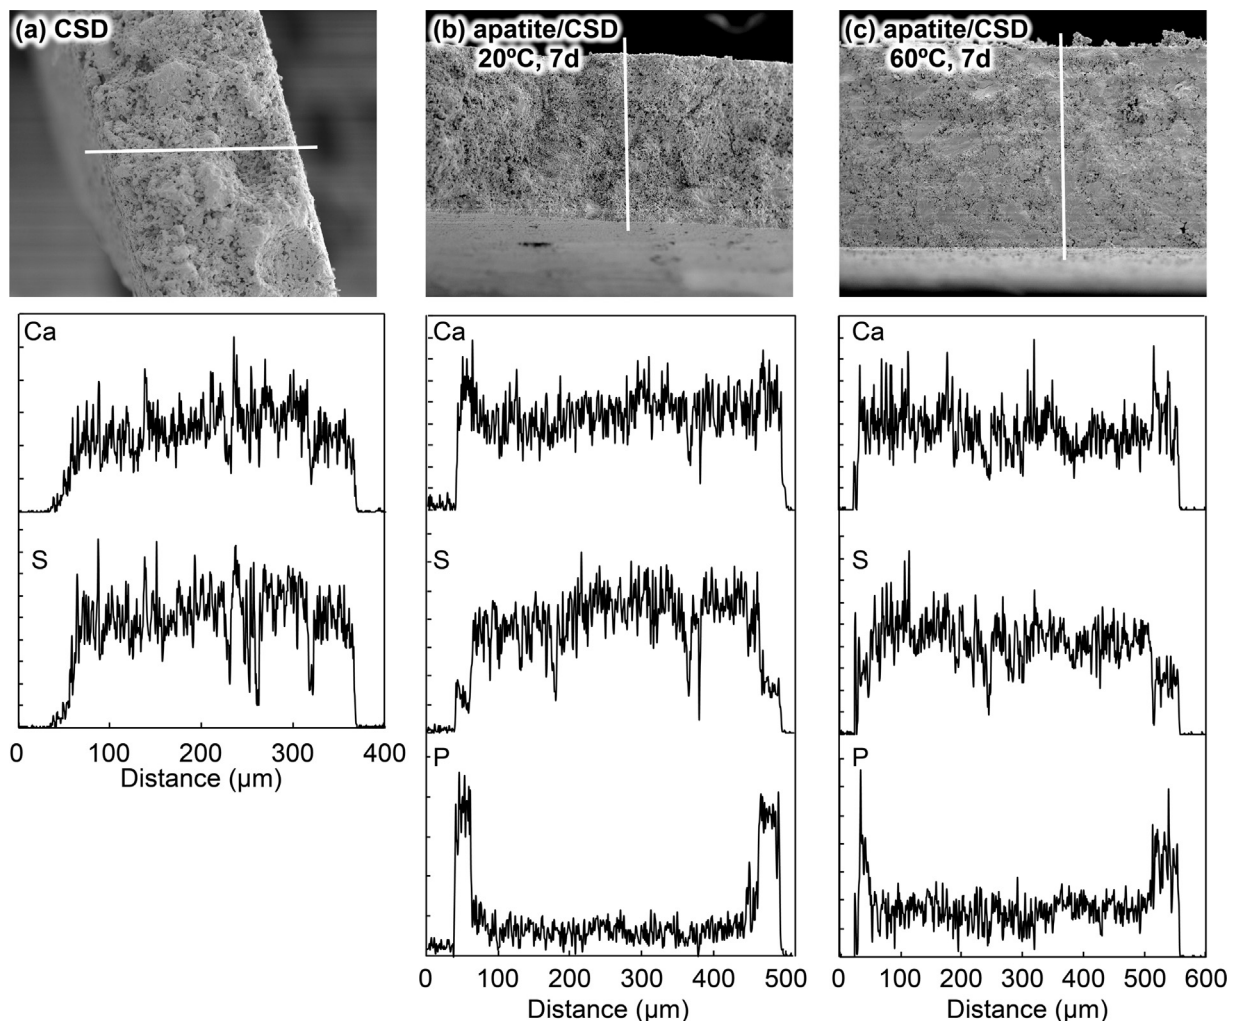 (a) CSD
(b) apatite/CSD
20ºC, 7d
(c) apatite/CSD
60ºC, 7d
Ca
Ca
Ca
S
S
S
0 100 200 300 400
Distance (µm)
P
P
0 100 200 300 400 500
Distance (µm)
0 100 200 300 400 500 600
Distance (µm)